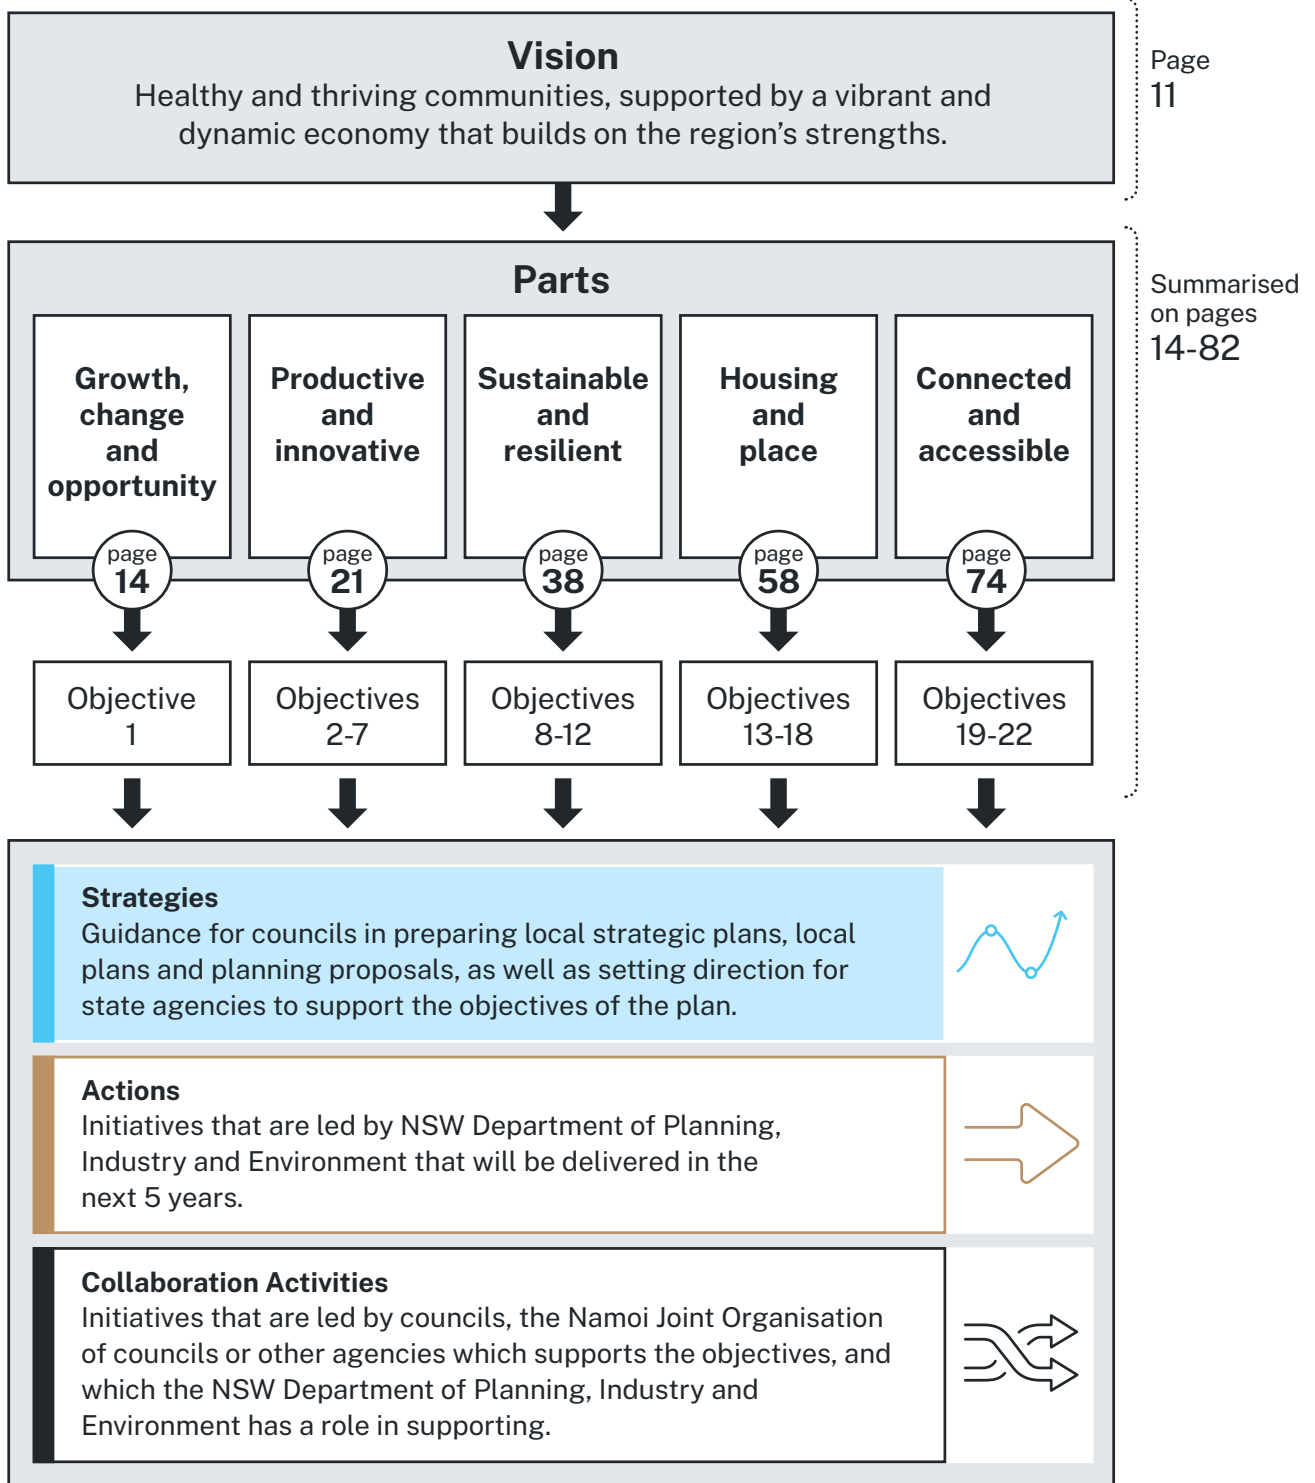 Vision
Healthy and thriving communities, supported by a vibrant and
dynamic economy that builds on the region’s strengths.
Page
11
Parts
Summarised
on pages
14-82
Growth,
change
and
opportunity
page
14
Productive
and
innovative
page
21
Sustainable
and
resilient
page
38
Housing
and
place
page
58
Connected
and
accessible
page
74
Objective
1
Objectives
2-7
Objectives
8-12
Objectives
13-18
Objectives
19-22
Strategies
Guidance for councils in preparing local strategic plans, local
plans and planning proposals, as well as setting direction for
state agencies to support the objectives of the plan.
Actions
Initiatives that are led by NSW Department of Planning,
Industry and Environment that will be delivered in the
next 5 years.
Collaboration Activities
Initiatives that are led by councils, the Namoi Joint Organisation
of councils or other agencies which supports the objectives, and
which the NSW Department of Planning, Industry and
Environment has a role in supporting.